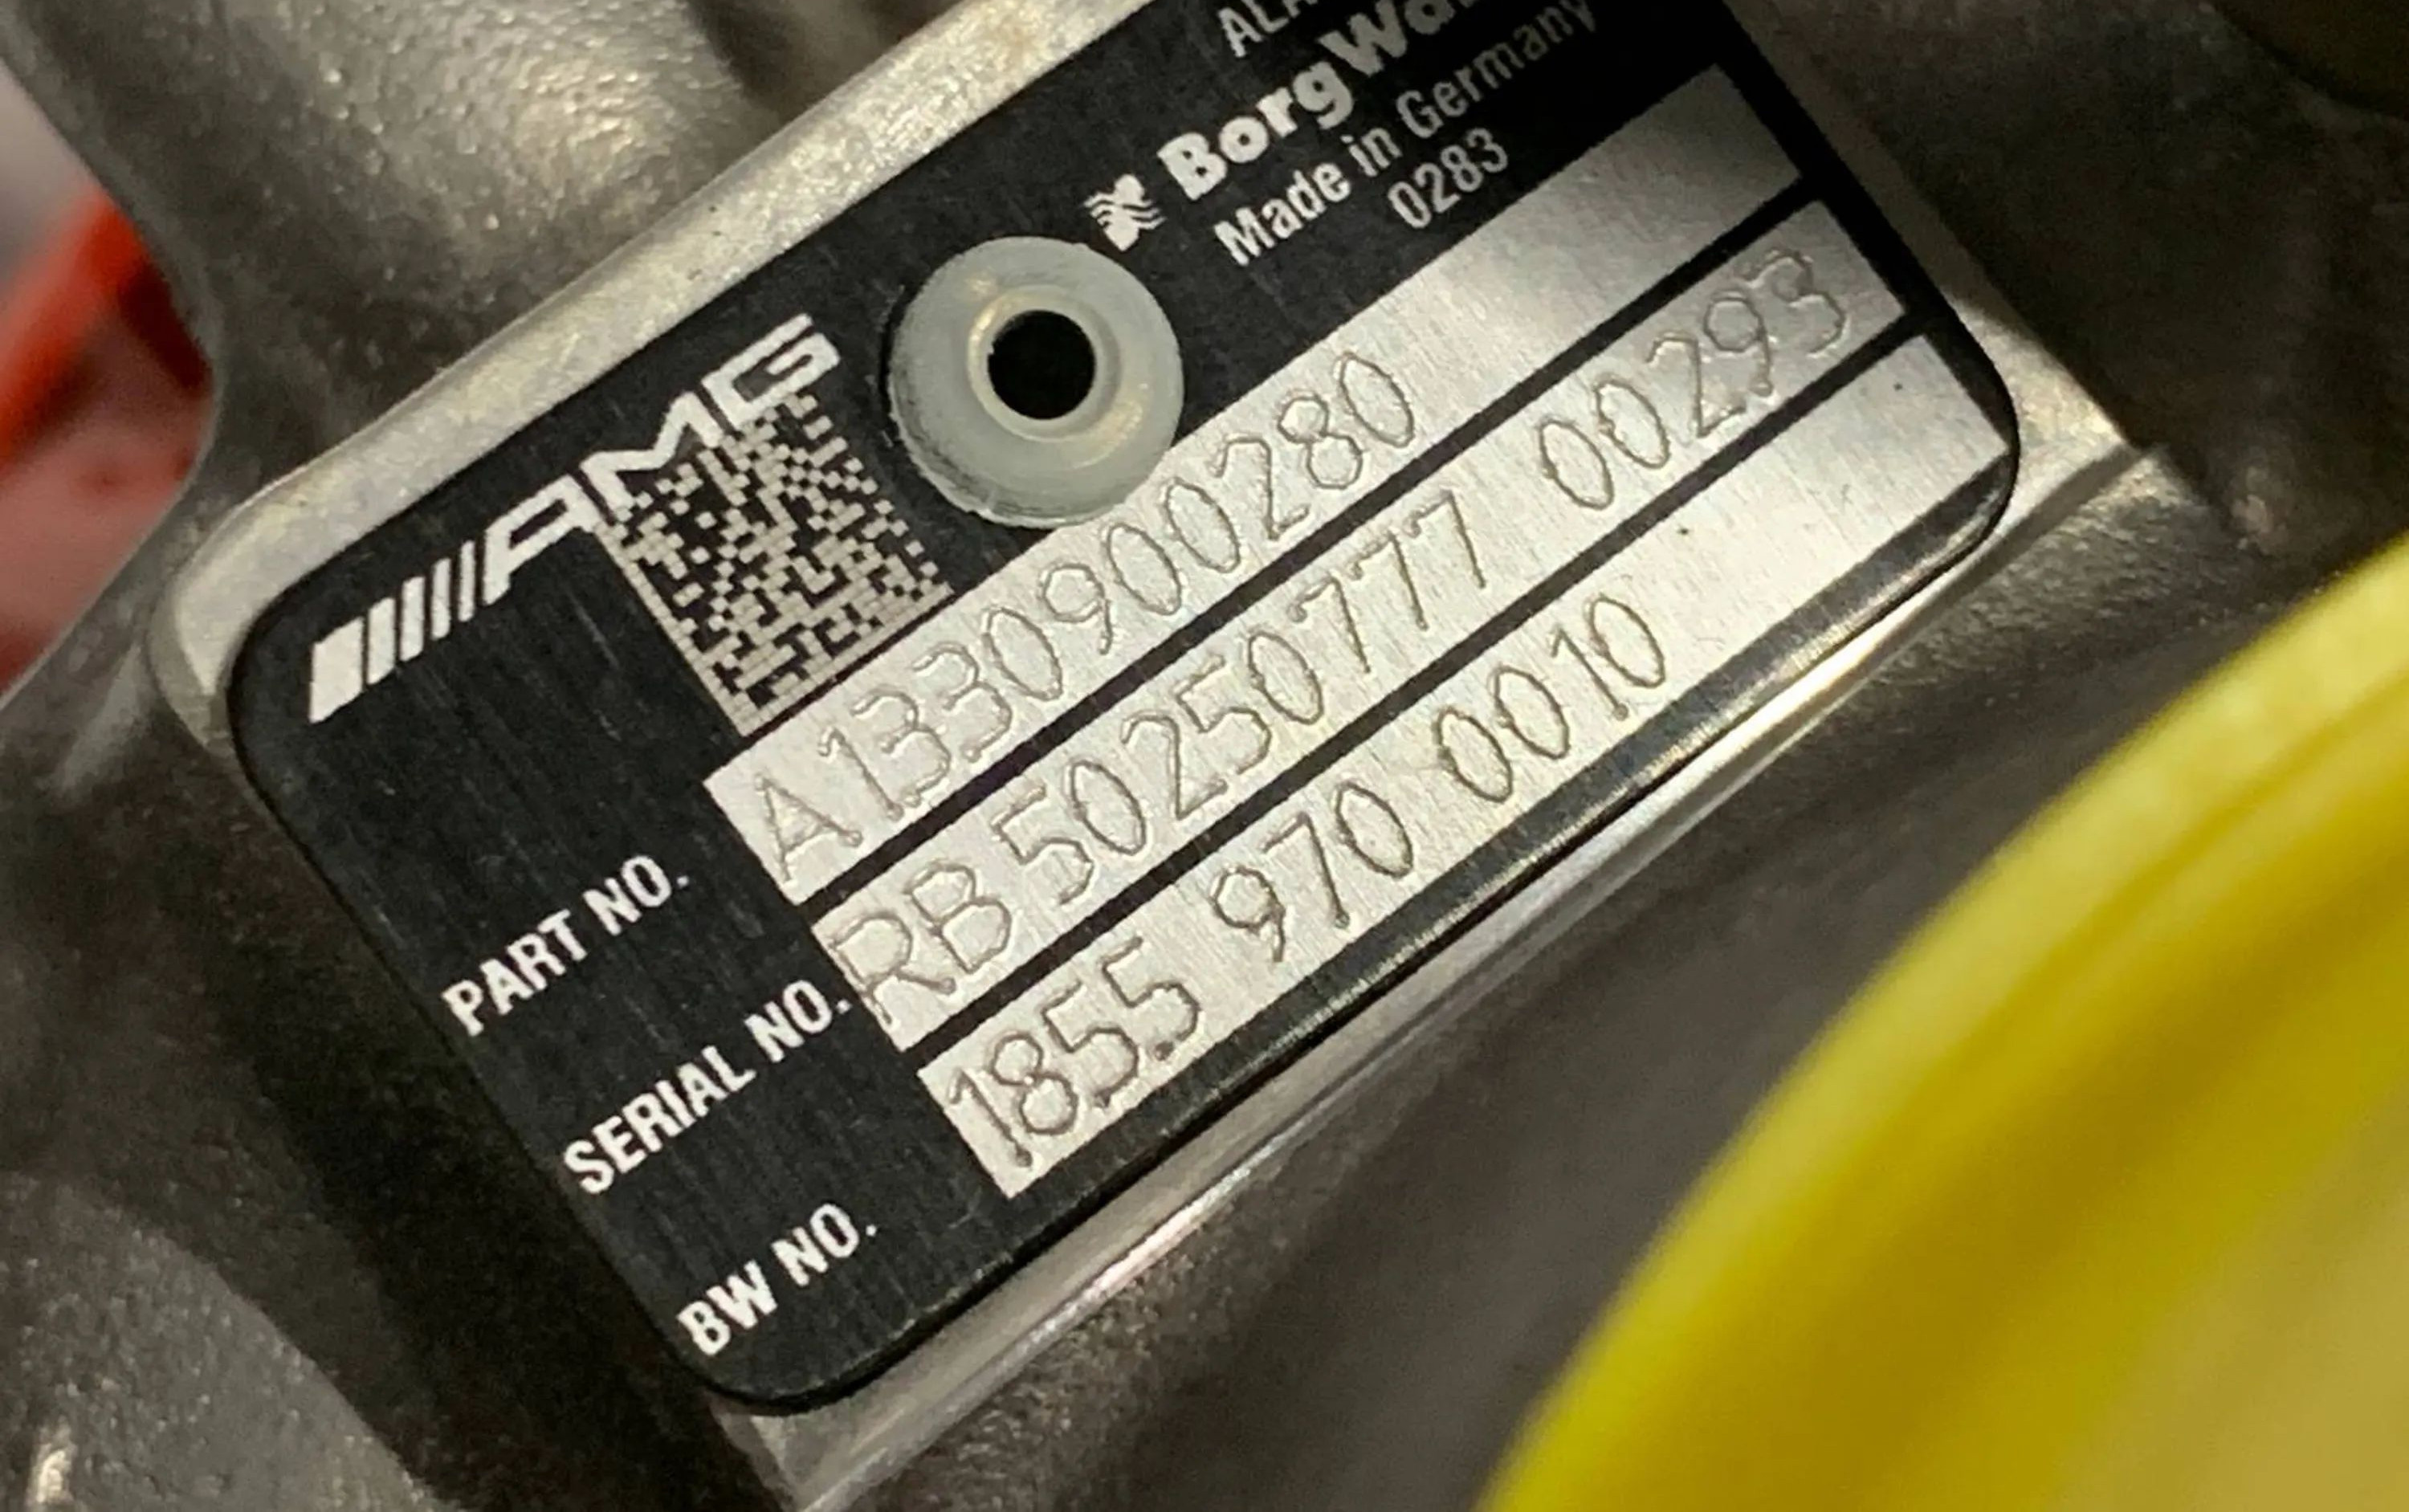 BorgWa
Made in Germany
0283
AMG
PART NO. A1330900280
SERIAL NO. RB 50250777 00293
BW NO. 1855 970 0010